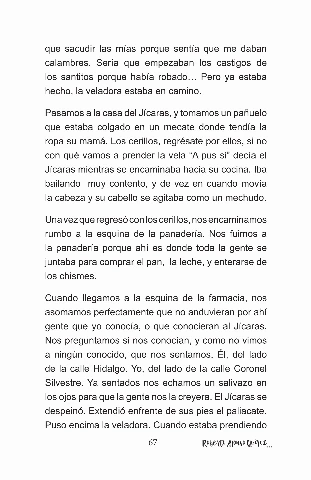 que sacudir las mías porque sentía que me daban
calambres. Sería que empezaban los castigos de
los santitos porque había robado… Pero ya estaba
hecho, la veladora estaba en camino.
Pasamos a la casa del Jícaras, y tomamos un pañuelo
que estaba colgado en un mecate donde tendía la
ropa su mamá. Los cerillos, regrésate por ellos, si no
con qué vamos a prender la vela “A pus si” decía el
Jícaras mientras se encaminaba hacia su cocina. Iba
bailando muy contento, y de vez en cuando movía
la cabeza y su cabello se agitaba como un mechudo.
Una vez que regresó con los cerillos, nos encaminamos
rumbo a la esquina de la panadería. Nos fuimos a
la panadería porque ahí es donde toda la gente se
juntaba para comprar el pan, la leche, y enterarse de
los chismes.
Cuando llegamos a la esquina de la farmacia, nos
asomamos perfectamente que no anduvieran por ahí
gente que yo conocía, o que conocieran al Jícaras.
Nos preguntamos si nos conocían, y como no vimos
a ningún conocido, que nos sentamos. Él, del lado
de la calle Hidalgo. Yo, del lado de la calle Coronel
Silvestre. Ya sentados nos echamos un salivazo en
los ojos para que la gente nos la creyera. El Jícaras se
despeinó. Extendió enfrente de sus pies el paliacate.
Puso encima la veladora. Cuando estaba prendiendo
67